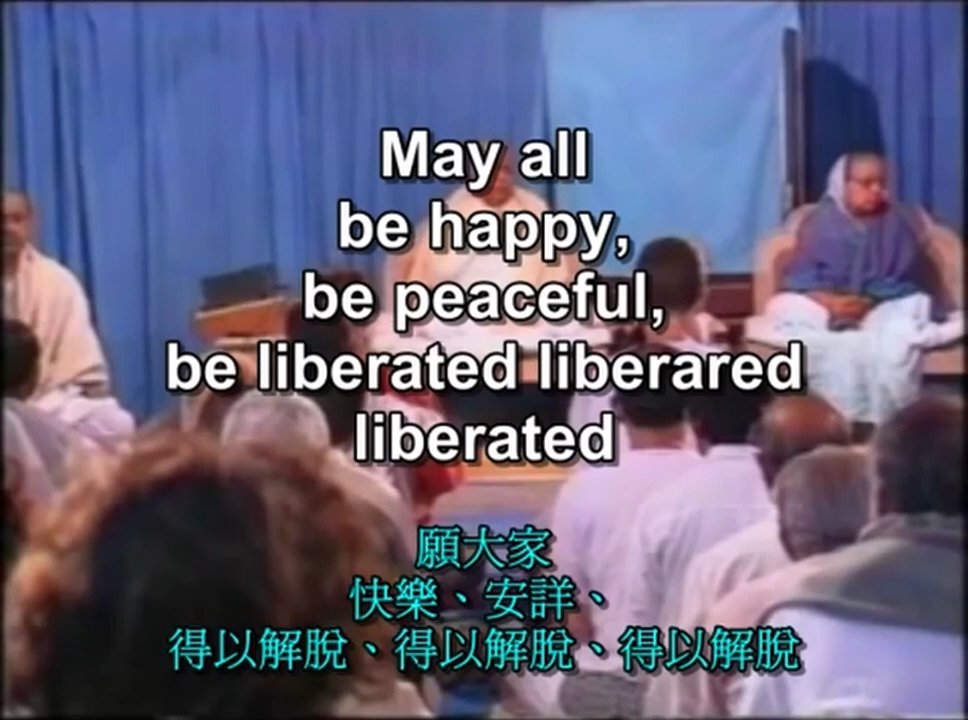 May all
be happy,
be peaceful,
be liberated liberared
liberated
願大家
快樂、安詳、
得以解脫、得以解脫、得以解脫